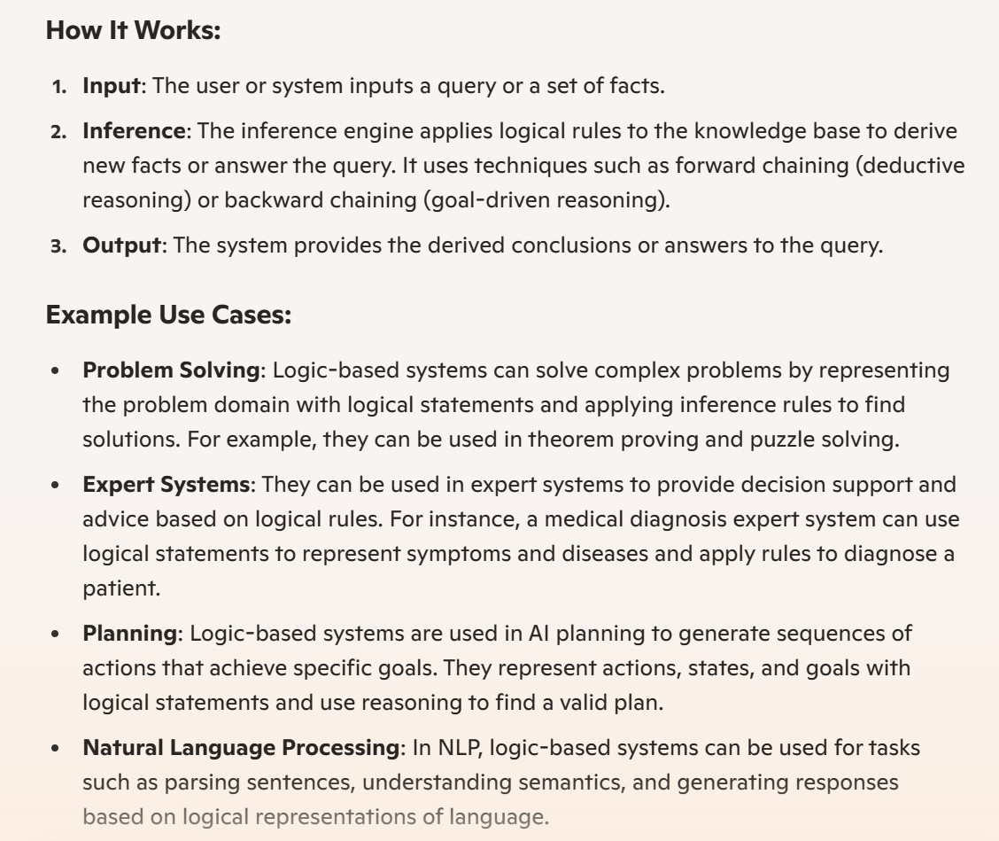 How It Works:
1. Input: The user or system inputs a query or a set of facts.
2. Inference: The inference engine applies logical rules to the knowledge base to derive
new facts or answer the query. It uses techniques such as forward chaining (deductive
reasoning) or backward chaining (goal-driven reasoning).
3. Output: The system provides the derived conclusions or answers to the query.
Example Use Cases:
• Problem Solving: Logic-based systems can solve complex problems by representing
the problem domain with logical statements and applying inference rules to find
solutions. For example, they can be used in theorem proving and puzzle solving.
• Expert Systems: They can be used in expert systems to provide decision support and
advice based on logical rules. For instance, a medical diagnosis expert system can use
logical statements to represent symptoms and diseases and apply rules to diagnose a
patient.
• Planning: Logic-based systems are used in AI planning to generate sequences of
actions that achieve specific goals. They represent actions, states, and goals with
logical statements and use reasoning to find a valid plan.
• Natural Language Processing: In NLP, logic-based systems can be used for tasks
such as parsing sentences, understanding semantics, and generating responses
based on logical representations of language.